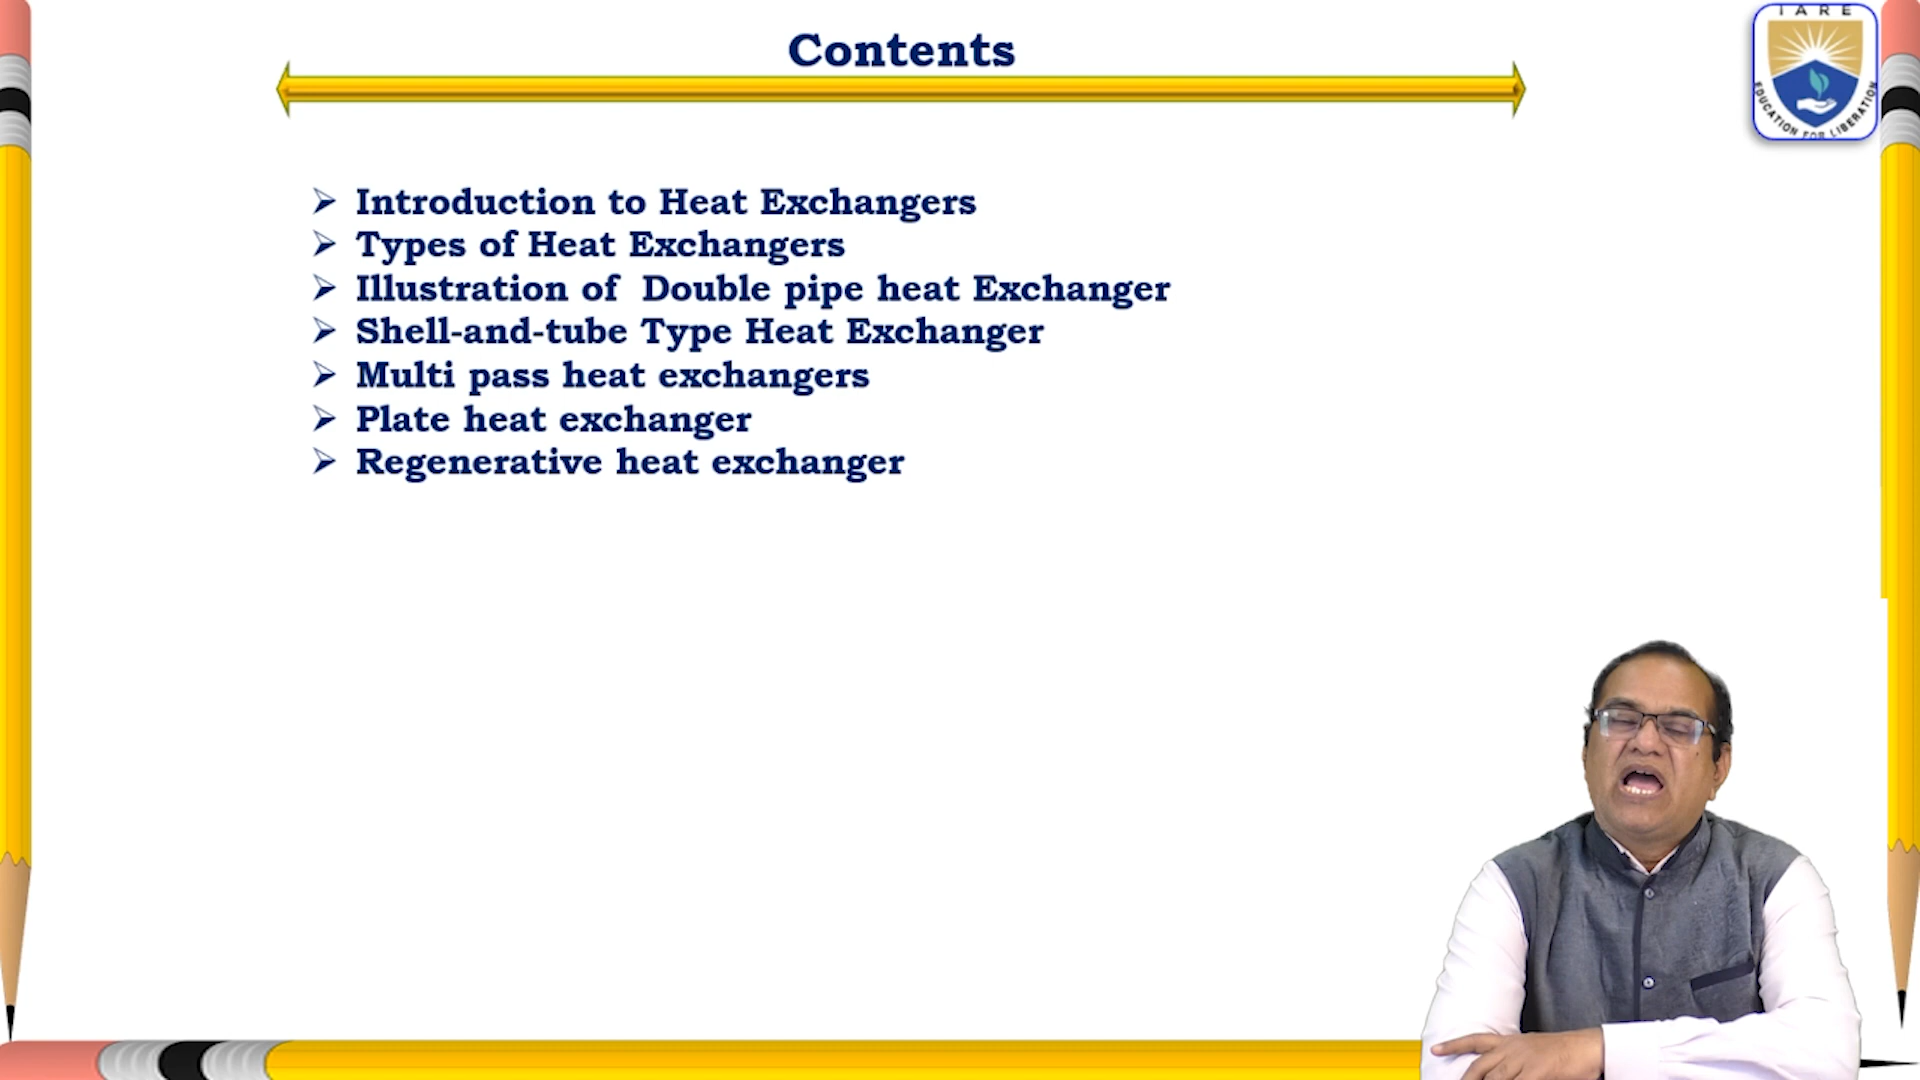 Contents
IARE
EDUCATION FOR LIBERATION
➢ Introduction to Heat Exchangers
➢ Types of Heat Exchangers
➢ Illustration of  Double pipe heat Exchanger
➢ Shell-and-tube Type Heat Exchanger
➢ Multi pass heat exchangers
➢ Plate heat exchanger
➢ Regenerative heat exchanger